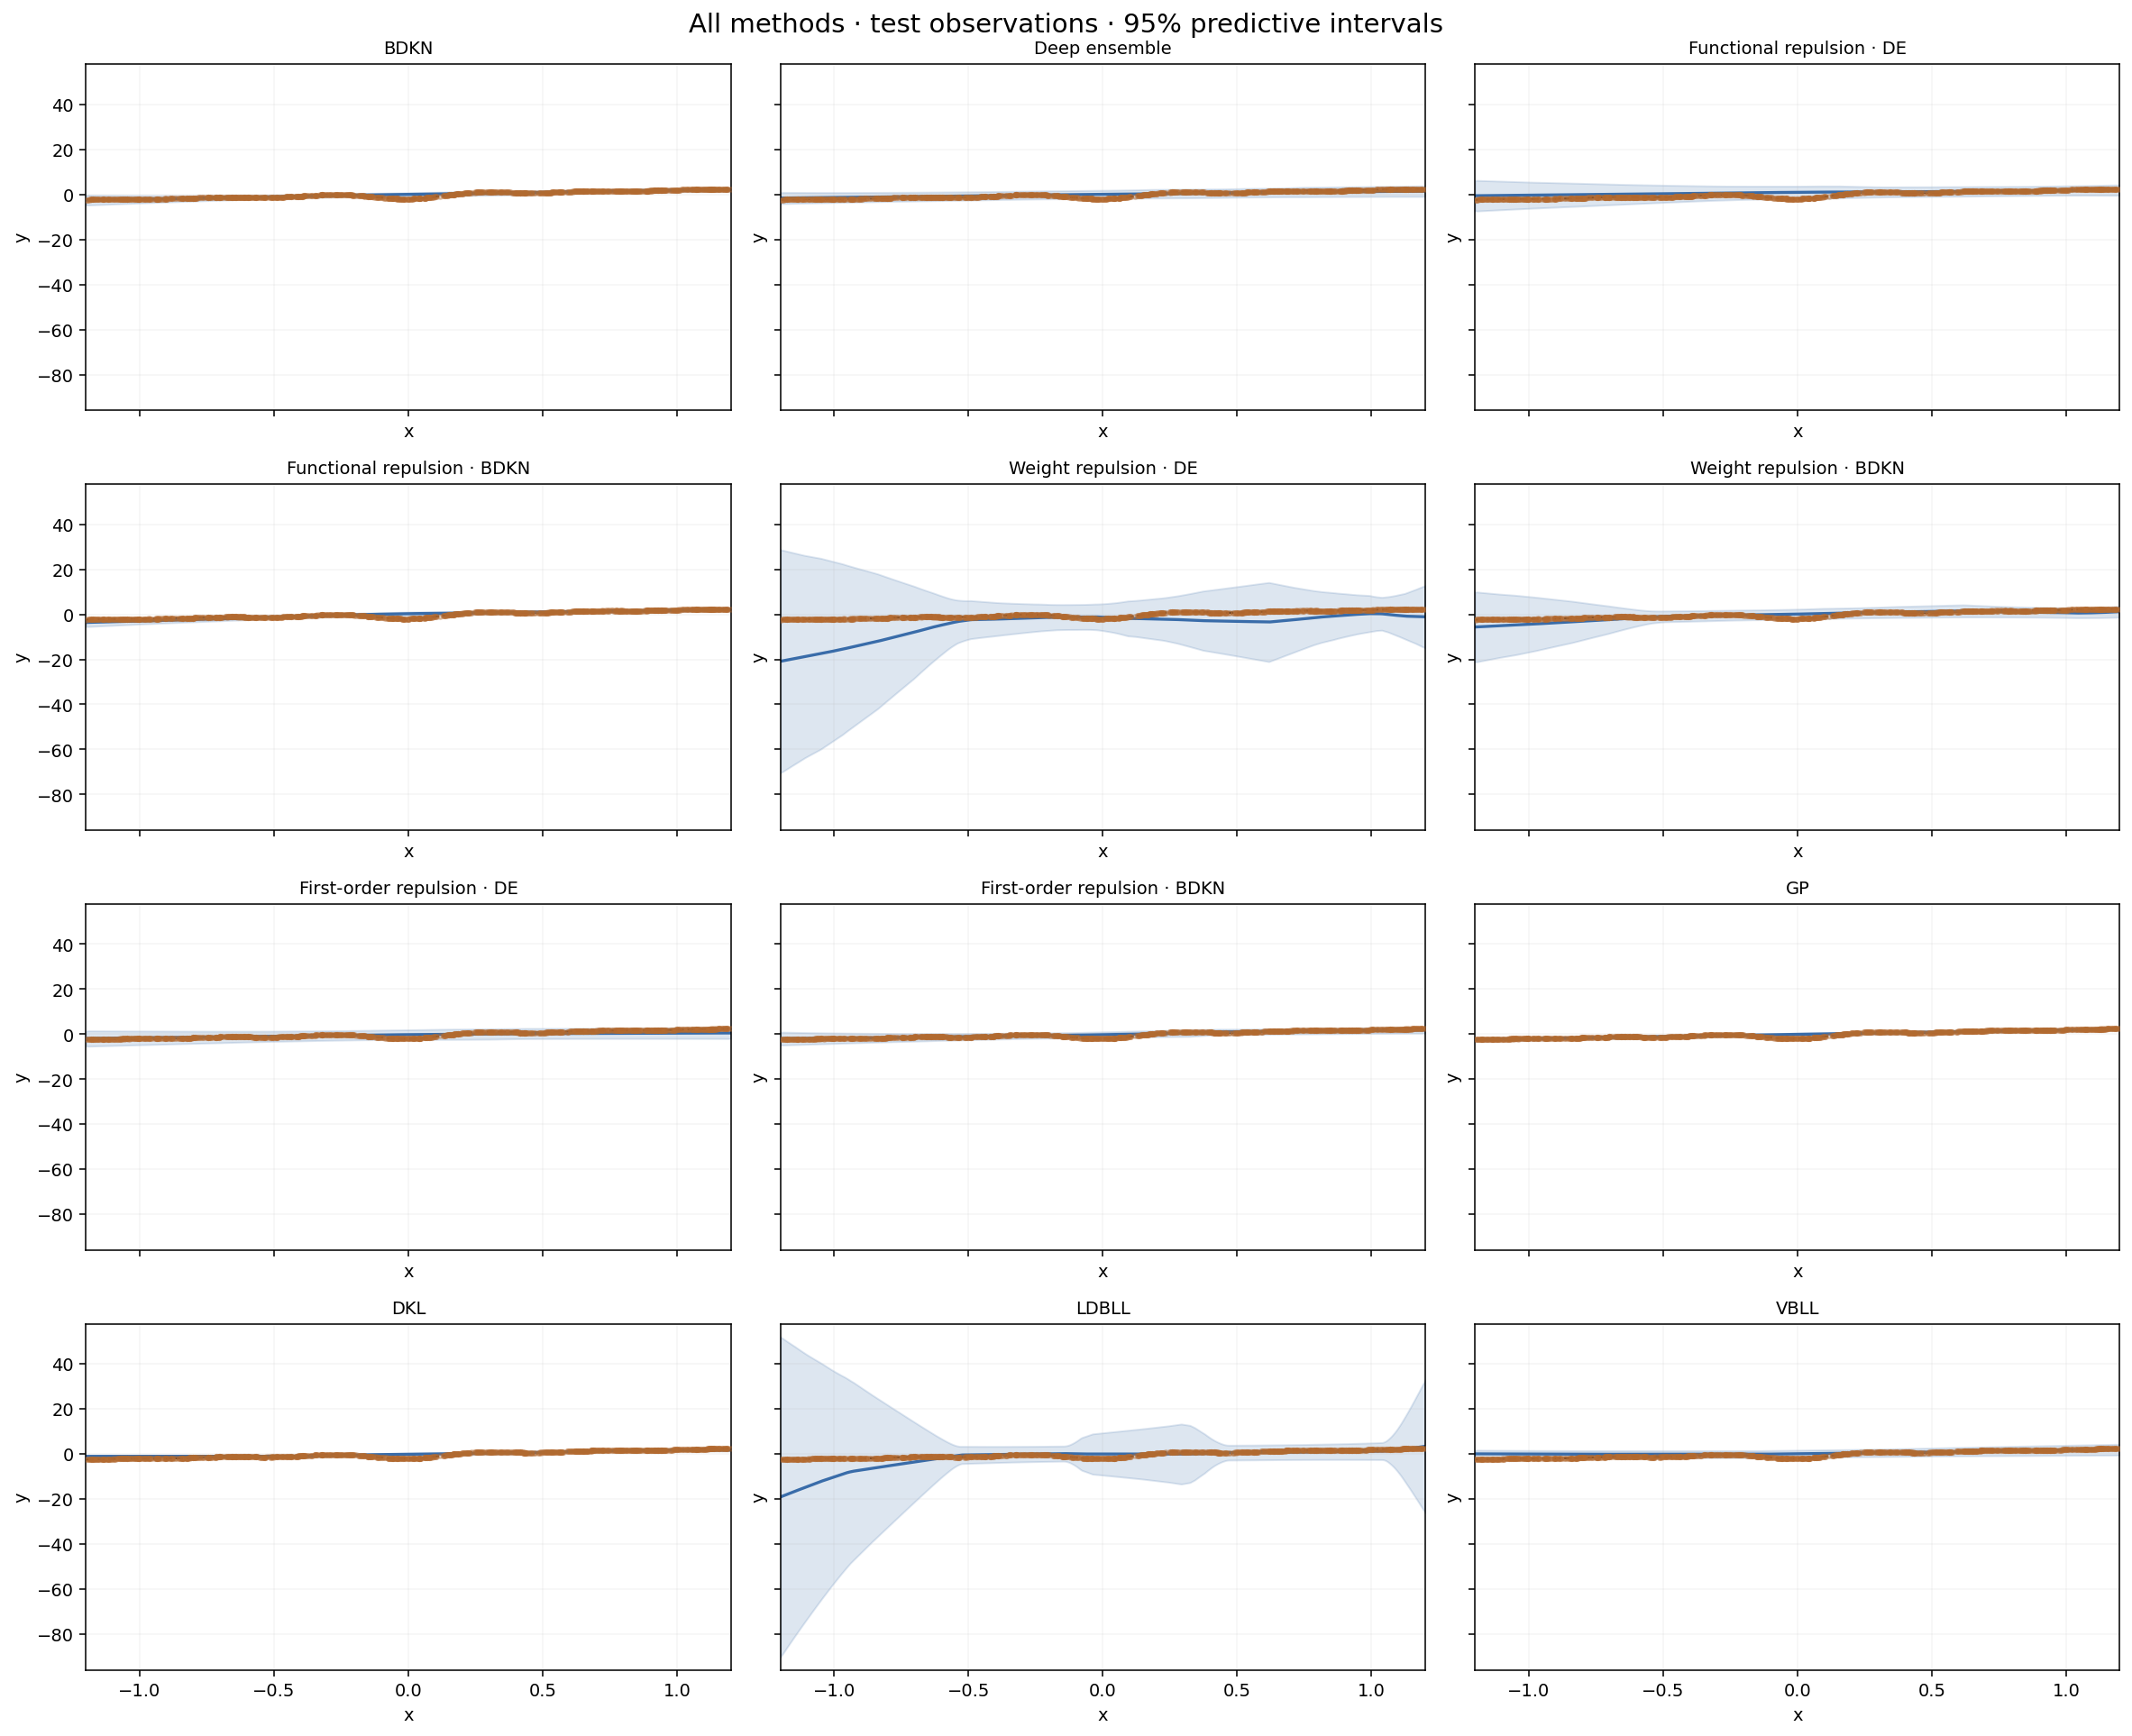 All methods · test observations · 95% predictive intervals
BDKN
Deep ensemble
Functional repulsion · DE
40
20
0
−20
−40
−60
−80
y
y
y
x
x
x
Functional repulsion · BDKN
Weight repulsion · DE
Weight repulsion · BDKN
40
20
0
−20
−40
−60
−80
y
y
y
x
x
x
First-order repulsion · DE
First-order repulsion · BDKN
GP
40
20
0
−20
−40
−60
−80
y
y
y
x
x
x
DKL
LDBLL
VBLL
40
20
0
−20
−40
−60
−80
y
y
y
−1.0 −0.5 0.0 0.5 1.0
−1.0 −0.5 0.0 0.5 1.0
−1.0 −0.5 0.0 0.5 1.0
x
x
x